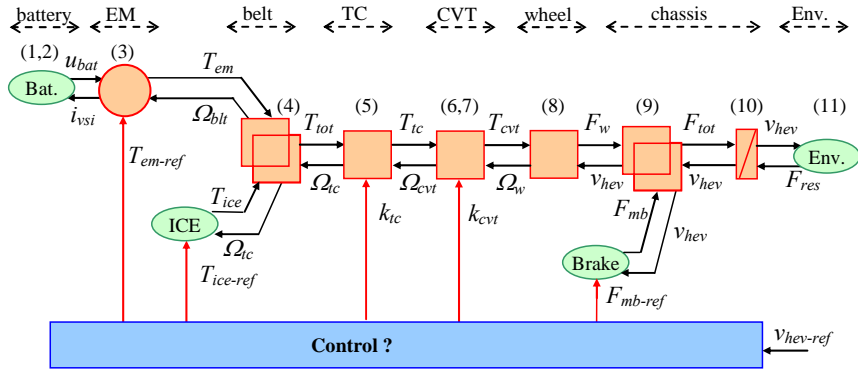 battery EM belt TC CVT wheel chassis Env.
(1,2) (3) (4) (5) (6,7) (8) (9) (10) (11)
u_bat T_em
Bat.
i_vsi Ω_blt
T_tot T_tc T_cvt F_w F_tot v_hev
Env.
T_em-ref Ω_tc Ω_cvt Ω_w v_hev v_hev F_res
T_ice k_tc k_cvt F_mb
ICE
Ω_tc v_hev
Brake
T_ice-ref F_mb-ref
Control ? v_hev-ref